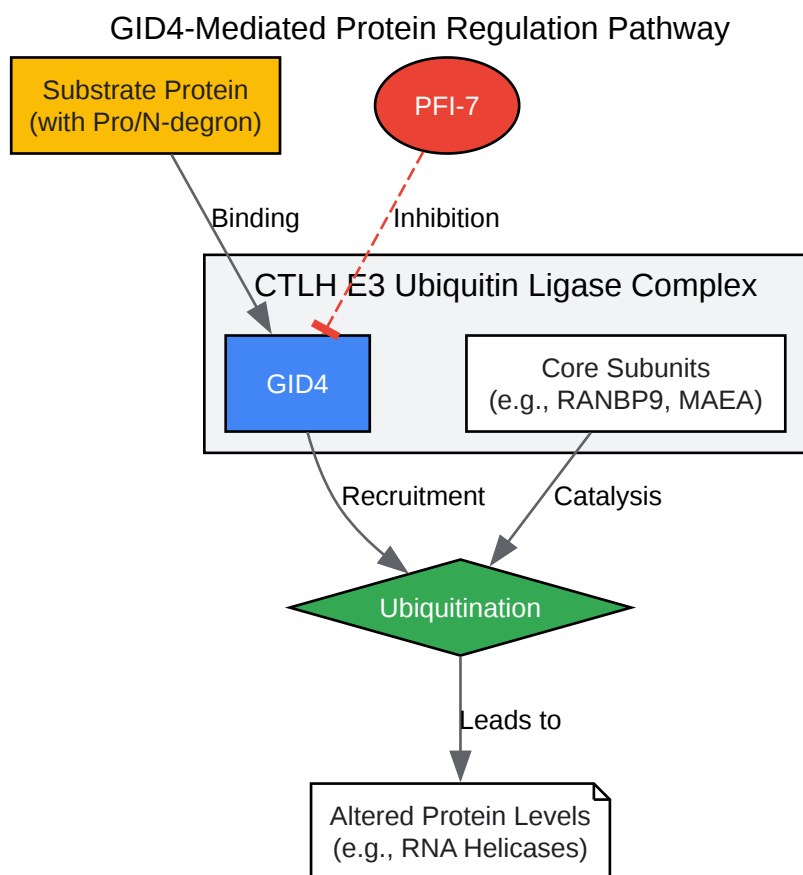 GID4-Mediated Protein Regulation Pathway
Substrate Protein
(with Pro/N-degron)
PFI-7
Binding
Inhibition
CTLH E3 Ubiquitin Ligase Complex
GID4
Core Subunits
(e.g., RANBP9, MAEA)
Recruitment
Catalysis
Ubiquitination
Leads to
Altered Protein Levels
(e.g., RNA Helicases)